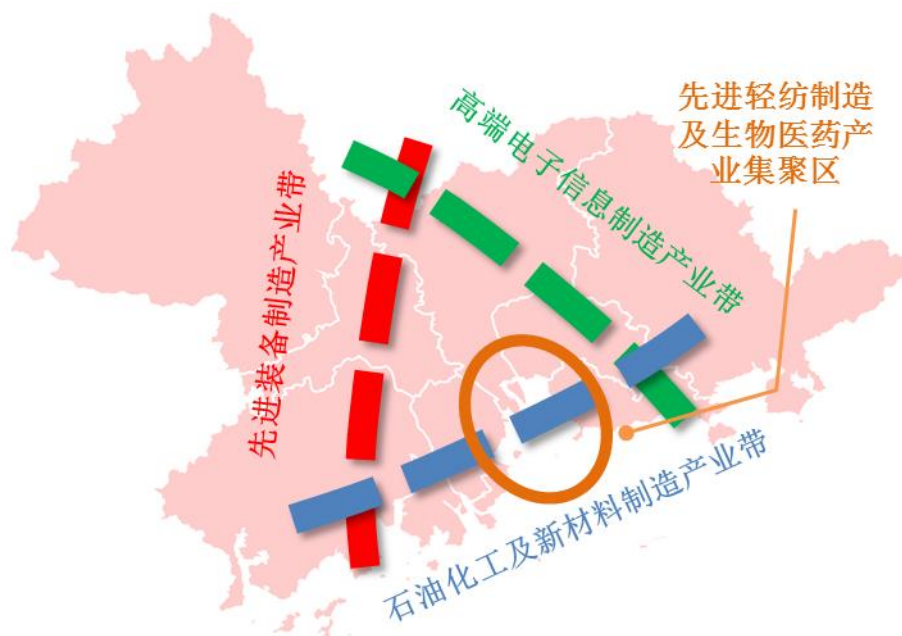 先进轻纺制造
及生物医药产
业集聚区
高端电子信息制造产业带
先进装备制造产业带
石油化工及新材料制造产业带